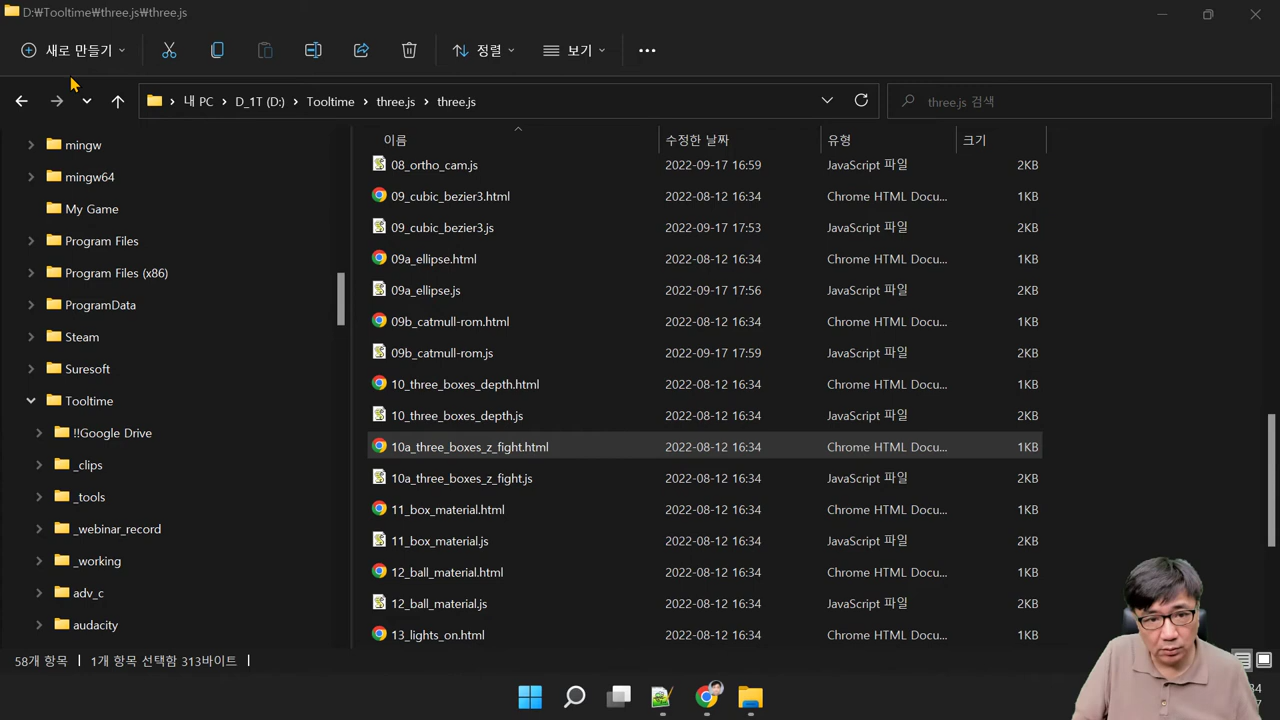 D:₩Tooltime₩three.js₩three.js
새로 만들기 정렬 보기
내 PC D_1T (D:) Tooltime three.js three.js three.js 검색
이름 수정한 날짜 유형 크기
mingw
mingw64
My Game
Program Files
Program Files (x86)
ProgramData
Steam
Suresoft
Tooltime
!!Google Drive
_clips
_tools
_webinar_record
_working
adv_c
audacity
08_ortho_cam.js 2022-09-17 16:59 JavaScript 파일 2KB
09_cubic_bezier3.html 2022-08-12 16:34 Chrome HTML Docu... 1KB
09_cubic_bezier3.js 2022-09-17 17:53 JavaScript 파일 2KB
09a_ellipse.html 2022-08-12 16:34 Chrome HTML Docu... 1KB
09a_ellipse.js 2022-09-17 17:56 JavaScript 파일 2KB
09b_catmull-rom.html 2022-08-12 16:34 Chrome HTML Docu... 1KB
09b_catmull-rom.js 2022-09-17 17:59 JavaScript 파일 2KB
10_three_boxes_depth.html 2022-08-12 16:34 Chrome HTML Docu... 1KB
10_three_boxes_depth.js 2022-08-12 16:34 JavaScript 파일 2KB
10a_three_boxes_z_fight.html 2022-08-12 16:34 Chrome HTML Docu... 1KB
10a_three_boxes_z_fight.js 2022-08-12 16:34 JavaScript 파일 2KB
11_box_material.html 2022-08-12 16:34 Chrome HTML Docu... 1KB
11_box_material.js 2022-08-12 16:34 JavaScript 파일 2KB
12_ball_material.html 2022-08-12 16:34 Chrome HTML Docu...
12_ball_material.js 2022-08-12 16:34 JavaScript 파일 2KB
13_lights_on.html 2022-08-12 16:34 Chrome HTML Docu... 1KB
58개 항목 1개 항목 선택함 313바이트